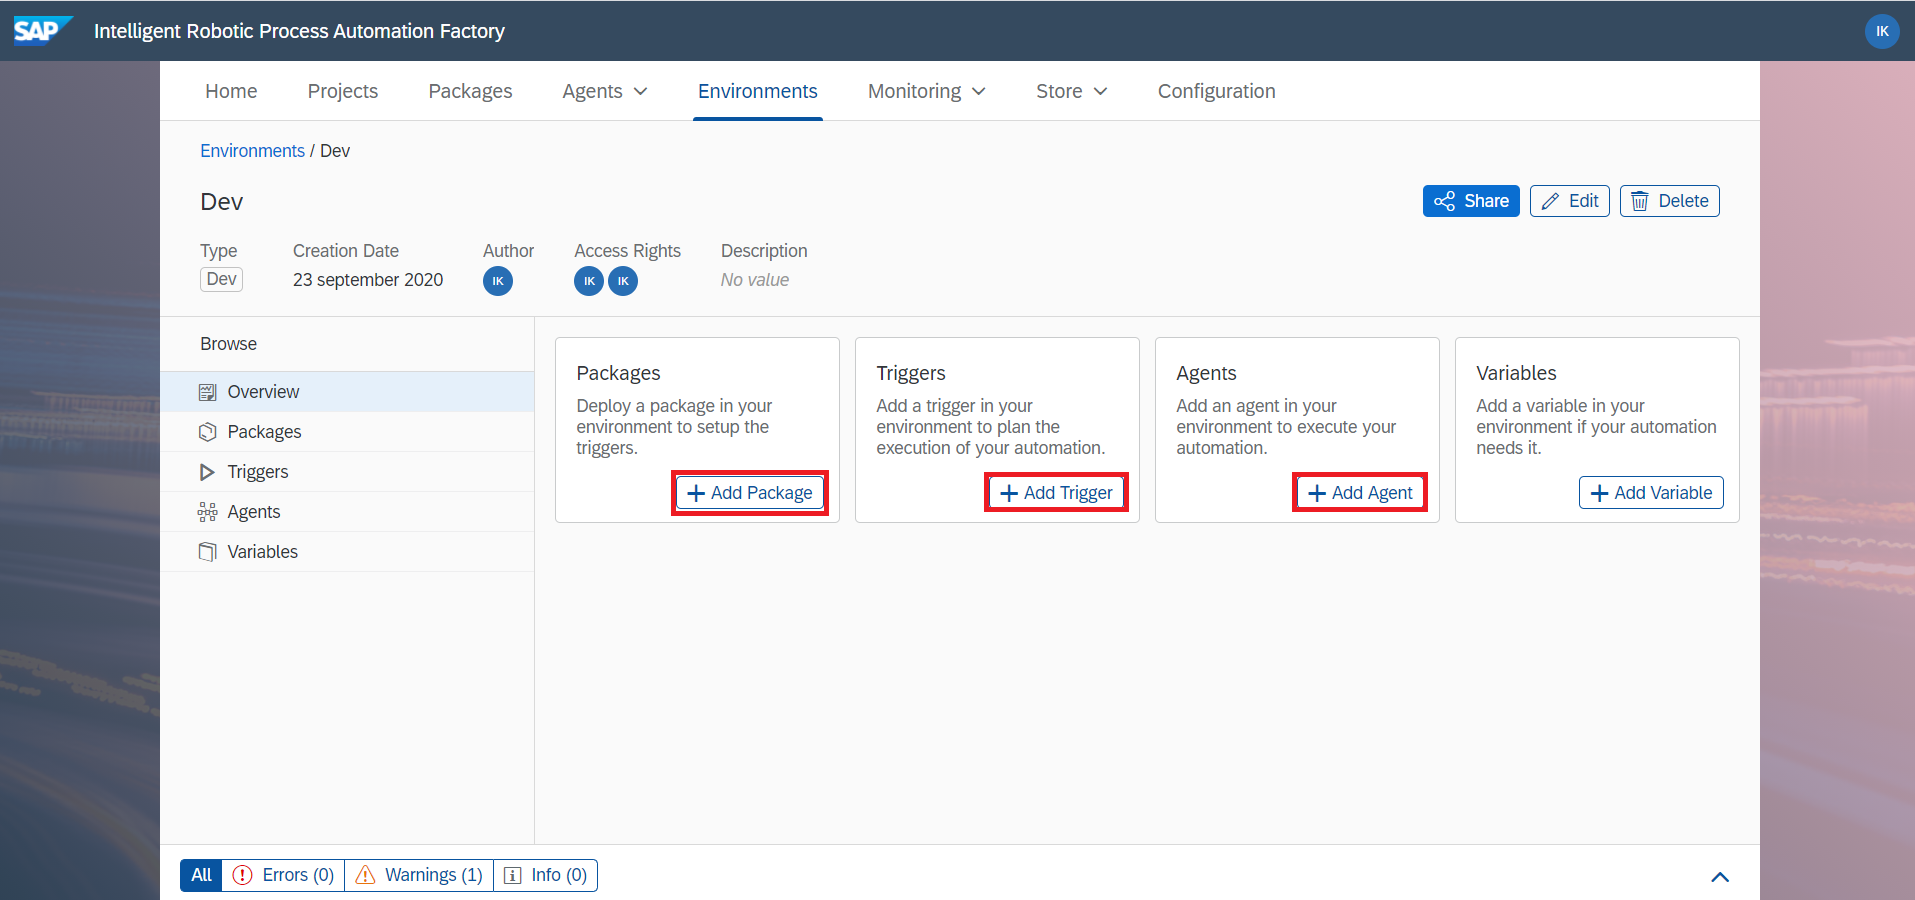 SAP Intelligent Robotic Process Automation Factory IK
Home Projects Packages Agents Environments Monitoring Store Configuration
Environments / Dev
Dev
Share Edit Delete
Type Creation Date Author Access Rights Description
Dev 23 september 2020 IK IK IK No value
Browse
Overview
Packages
Triggers
Agents
Variables
Packages
Deploy a package in your
environment to setup the
triggers.
Add Package
Triggers
Add a trigger in your
environment to plan the
execution of your automation.
Add Trigger
Agents
Add an agent in your
environment to execute your
automation.
Add Agent
Variables
Add a variable in your
environment if your automation
needs it.
Add Variable
All Errors (0) Warnings (1) Info (0)